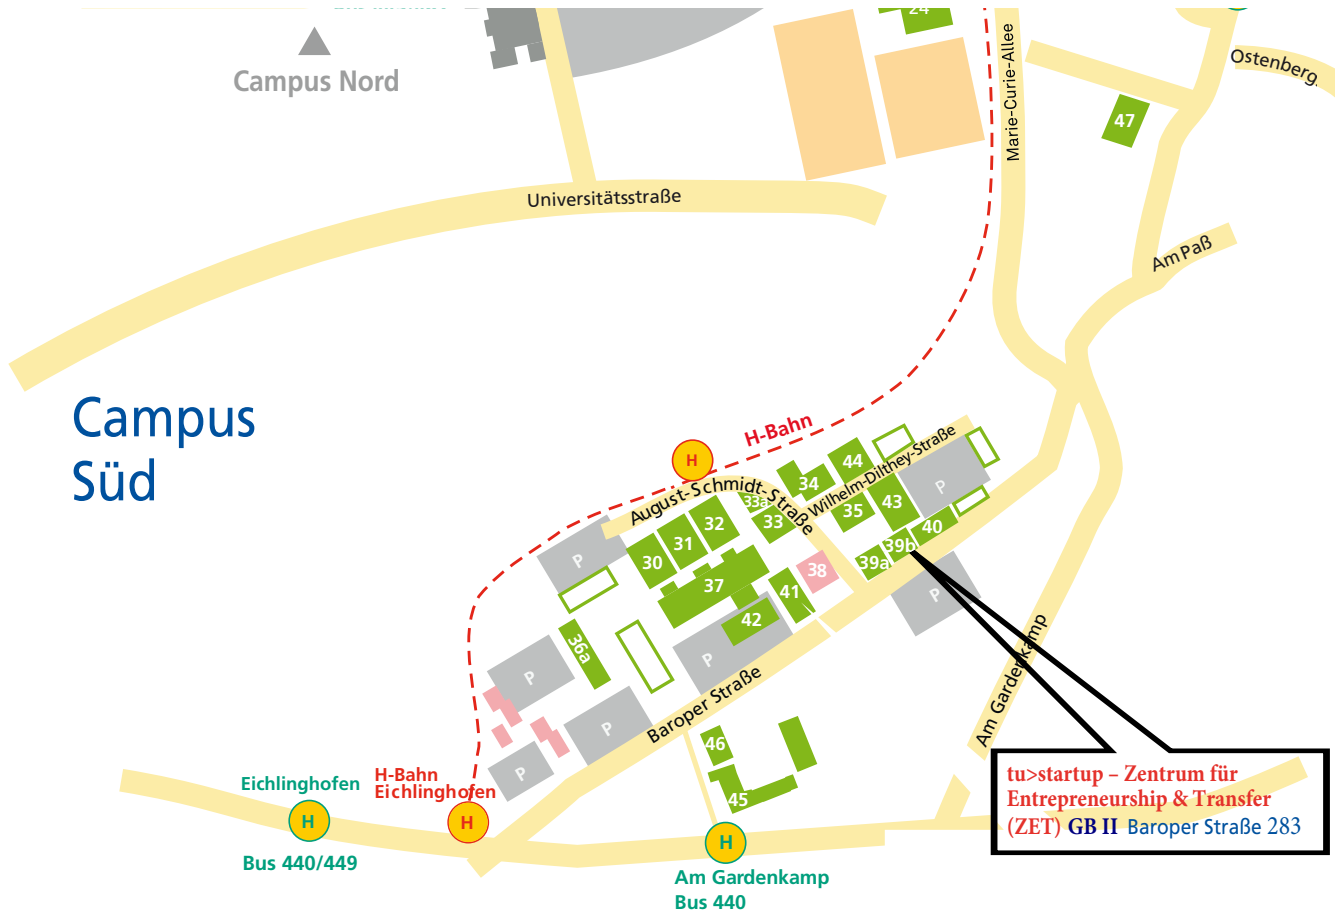 24
Campus Nord
Marie-Curie-Allee
Ostenberg.
47
Universitätsstraße
Am Paß
Campus
Süd
H-Bahn
H
August-Schmidt-Straße
Wilhelm-Dilthey-Straße
44
34
33a
33
35
43
P
40
39b
39a
32
31
30
P
37
38
41
42
P
P
36a
P
P
P
Baroper Straße
Am Gardenkamp
46
45
Eichlinghofen
H
Bus 440/449
H-Bahn
Eichlinghofen
H
H
Am Gardenkamp
Bus 440
tu>startup – Zentrum für
Entrepreneurship & Transfer
(ZET) GB II Baroper Straße 283